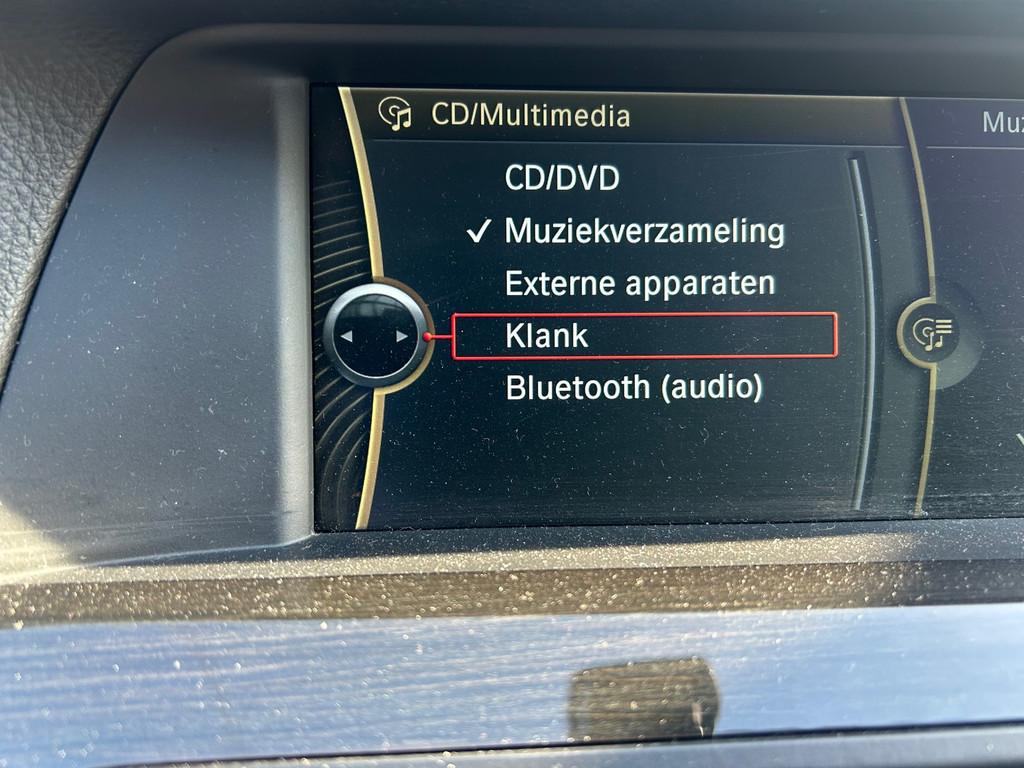 CD/Multimedia
CD/DVD
Muziekverzameling
Externe apparaten
Klank
Bluetooth (audio)